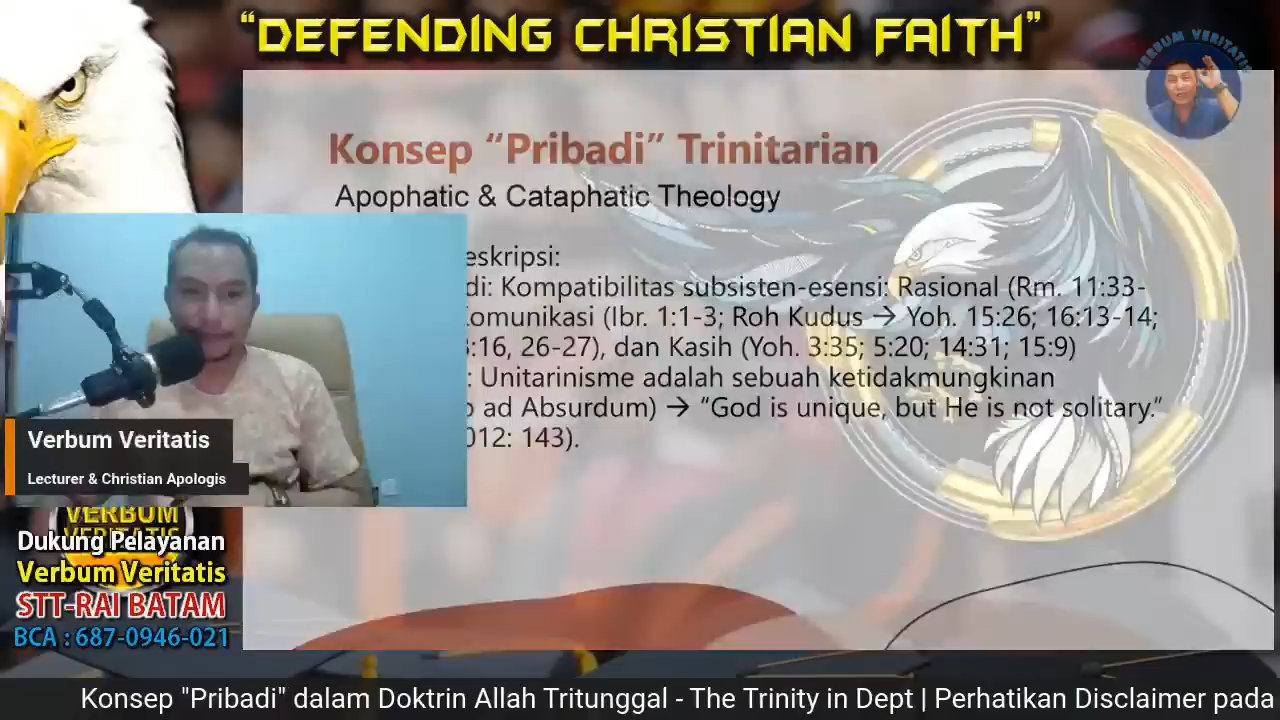 “DEFENDING CHRISTIAN FAITH”
VERBUM VERITATIS
Konsep “Pribadi” Trinitarian
Apophatic & Cataphatic Theology
eskripsi:
di: Kompatibilitas subsisten-esensi: Rasional (Rm. 11:33-
Komunikasi (Ibr. 1:1-3; Roh Kudus → Yoh. 15:26; 16:13-14;
:16, 26-27), dan Kasih (Yoh. 3:35; 5:20; 14:31; 15:9)
: Unitarinisme adalah sebuah ketidakmungkinan
ad Absurdum) → “God is unique, but He is not solitary.”
012: 143).
Verbum Veritatis
Lecturer & Christian Apologis
VERBUM
VERITATIS
Dukung Pelayanan
Verbum Veritatis
STT-RAI BATAM
BCA : 687-0946-021
Konsep "Pribadi" dalam Doktrin Allah Tritunggal - The Trinity in Dept | Perhatikan Disclaimer pada